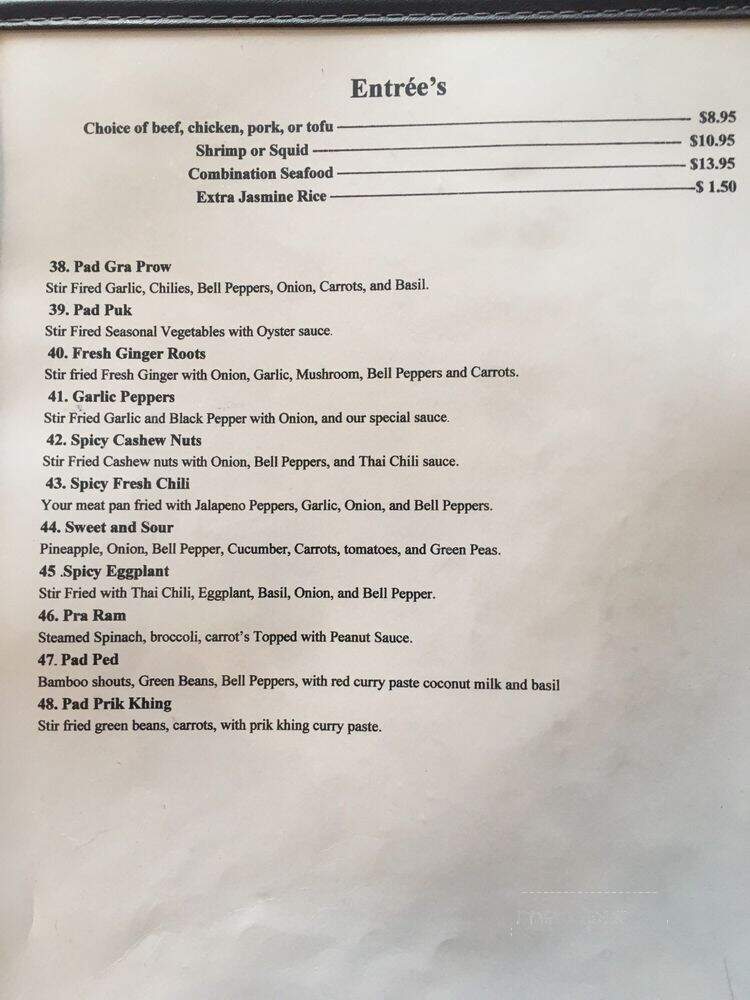 Entrée's
Choice of beef, chicken, pork, or tofu $8.95
Shrimp or Squid $10.95
Combination Seafood $13.95
Extra Jasmine Rice $ 1.50
38. Pad Gra Prow
Stir Fired Garlic, Chilies, Bell Peppers, Onion, Carrots, and Basil.
39. Pad Puk
Stir Fired Seasonal Vegetables with Oyster sauce.
40. Fresh Ginger Roots
Stir fried Fresh Ginger with Onion, Garlic, Mushroom, Bell Peppers and Carrots.
41. Garlic Peppers
Stir Fried Garlic and Black Pepper with Onion, and our special sauce.
42. Spicy Cashew Nuts
Stir Fried Cashew nuts with Onion, Bell Peppers, and Thai Chili sauce.
43. Spicy Fresh Chili
Your meat pan fried with Jalapeno Peppers, Garlic, Onion, and Bell Peppers.
44. Sweet and Sour
Pineapple, Onion, Bell Pepper, Cucumber, Carrots, tomatoes, and Green Peas.
45 .Spicy Eggplant
Stir Fried with Thai Chili, Eggplant, Basil, Onion, and Bell Pepper.
46. Pra Ram
Steamed Spinach, broccoli, carrot's Topped with Peanut Sauce.
47. Pad Ped
Bamboo shouts, Green Beans, Bell Peppers, with red curry paste coconut milk and basil
48. Pad Prik Khing
Stir fried green beans, carrots, with prik khing curry paste.